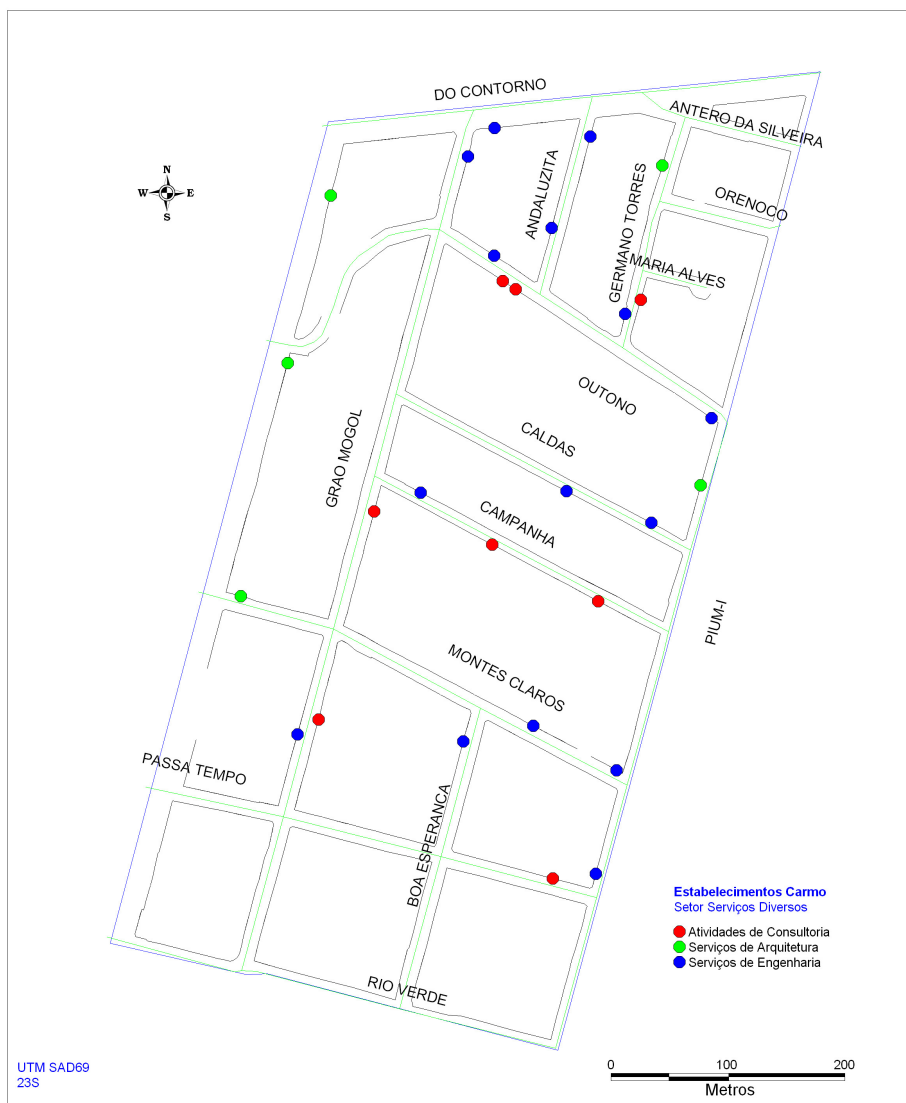 DO CONTORNO
ANTERO DA SILVEIRA
N
W E
S
ANDALUZITA
GERMANO TORRES
ORENOCO
MARIA ALVES
OUTONO
CALDAS
GRAO MOGOL
CAMPANHA
PIUM-I
MONTES CLAROS
PASSA TEMPO
BOA ESPERANCA
RIO VERDE
Estabelecimentos Carmo
Setor Serviços Diversos
Atividades de Consultoria
Serviços de Arquitetura
Serviços de Engenharia
UTM SAD69
23S
0 100 200
Metros